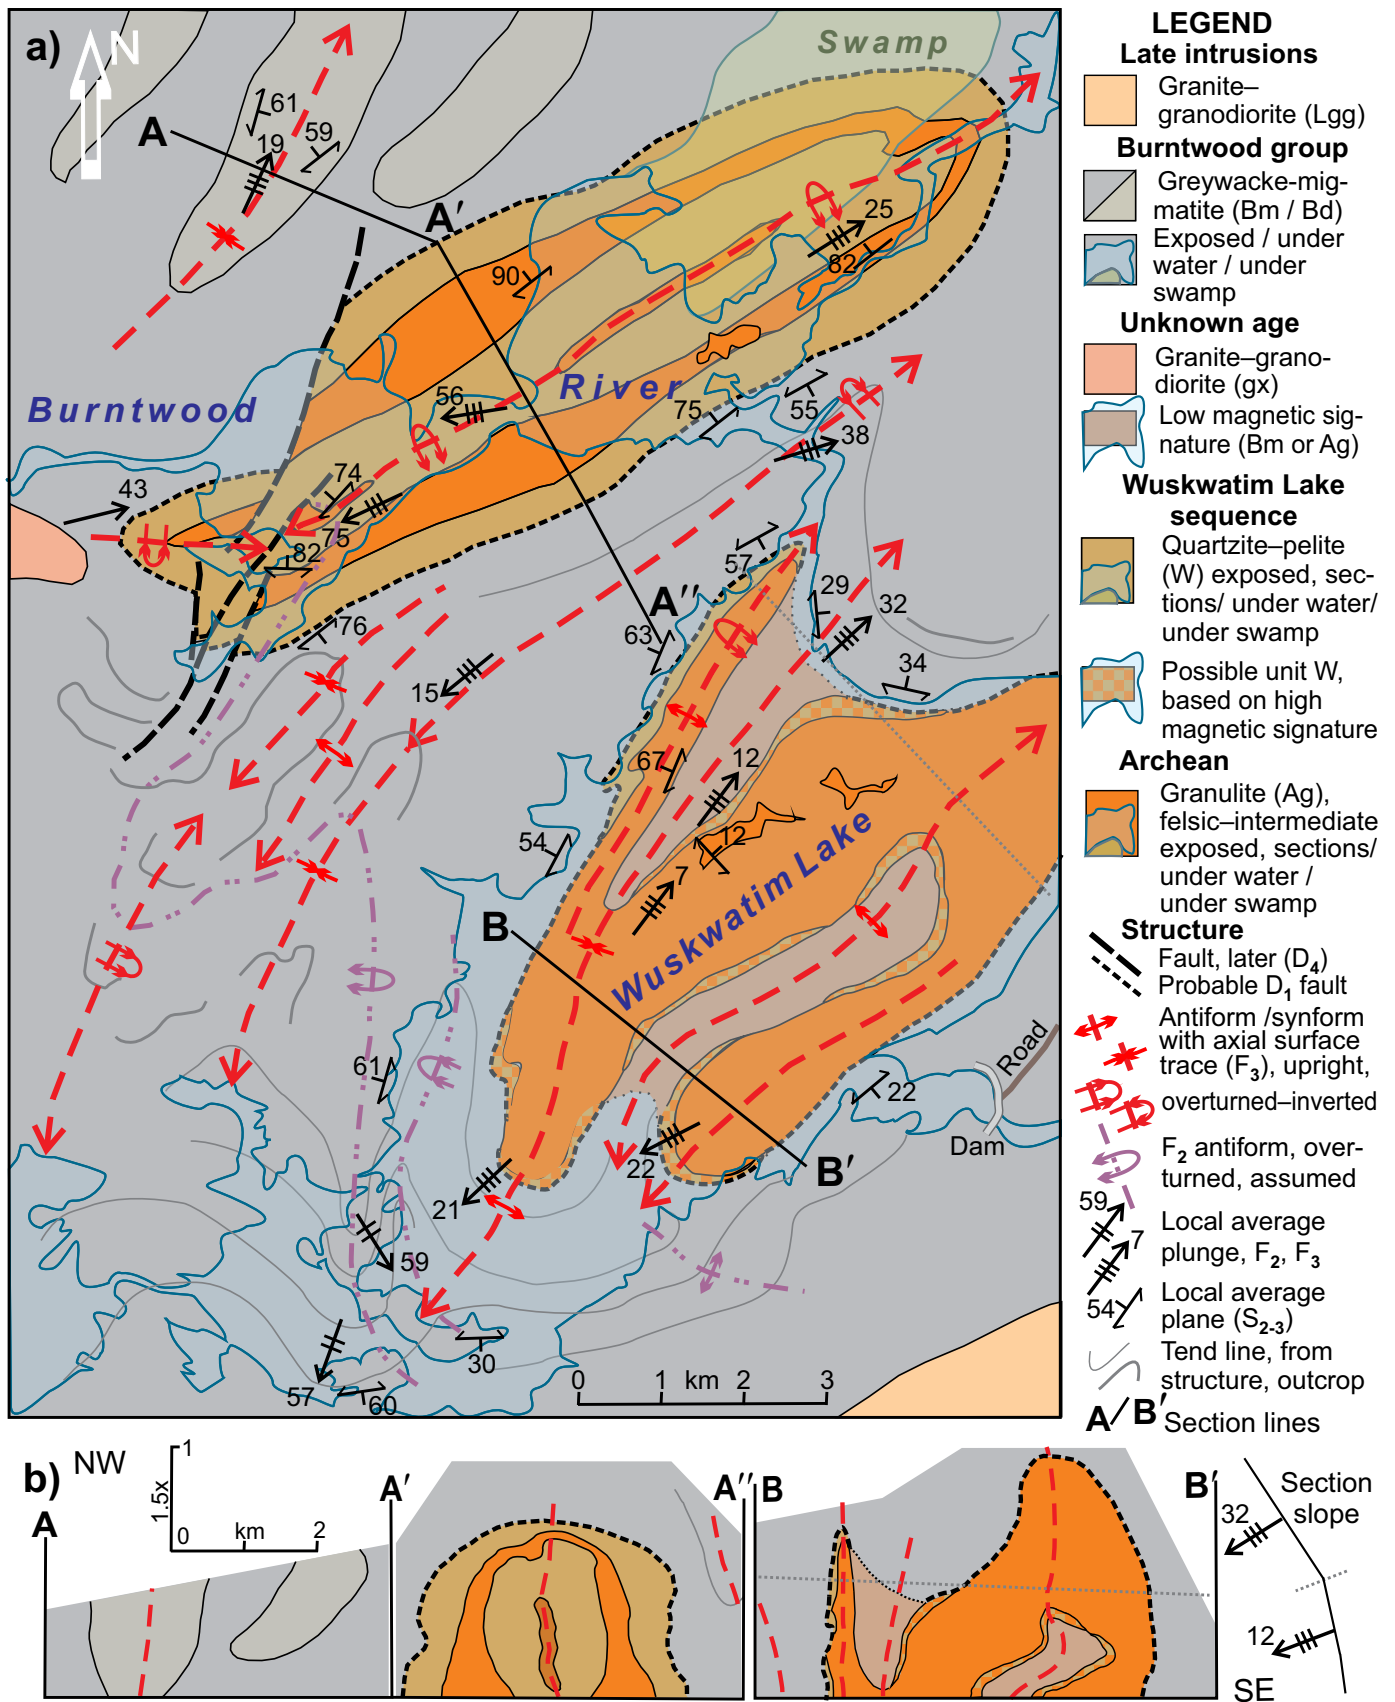 a)
N
Swamp
A
61
59
19
A′
25
82
90
56
River
Burntwood
75
55
38
43
74
75
82
76
57
A″
63
29
32
34
15
67
12
12
54
7
Wuskwatim Lake
B
61
22
Road
Dam
22
B′
21
59
30
57
60
0 1 km 2 3
LEGEND
Late intrusions
Granite–
granodiorite (Lgg)
Burntwood group
Greywacke-mig-
matite (Bm / Bd)
Exposed / under
water / under
swamp
Unknown age
Granite–grano-
diorite (gx)
Low magnetic sig-
nature (Bm or Ag)
Wuskwatim Lake
sequence
Quartzite–pelite
(W) exposed, sec-
tions/ under water/
under swamp
Possible unit W,
based on high
magnetic signature
Archean
Granulite (Ag),
felsic–intermediate
exposed, sections/
under water /
under swamp
Structure
Fault, later (D4)
Probable D1 fault
Antiform /synform
with axial surface
trace (F3), upright,
overturned–inverted
F2 antiform, over-
turned, assumed
59
Local average
7
plunge, F2, F3
Local average
54
plane (S2-3)
Tend line, from
structure, outcrop
A B′ Section lines
b)
NW
1
1.5x
0 km 2
A
A′
A″
B
B′
Section
slope
32
12
SE